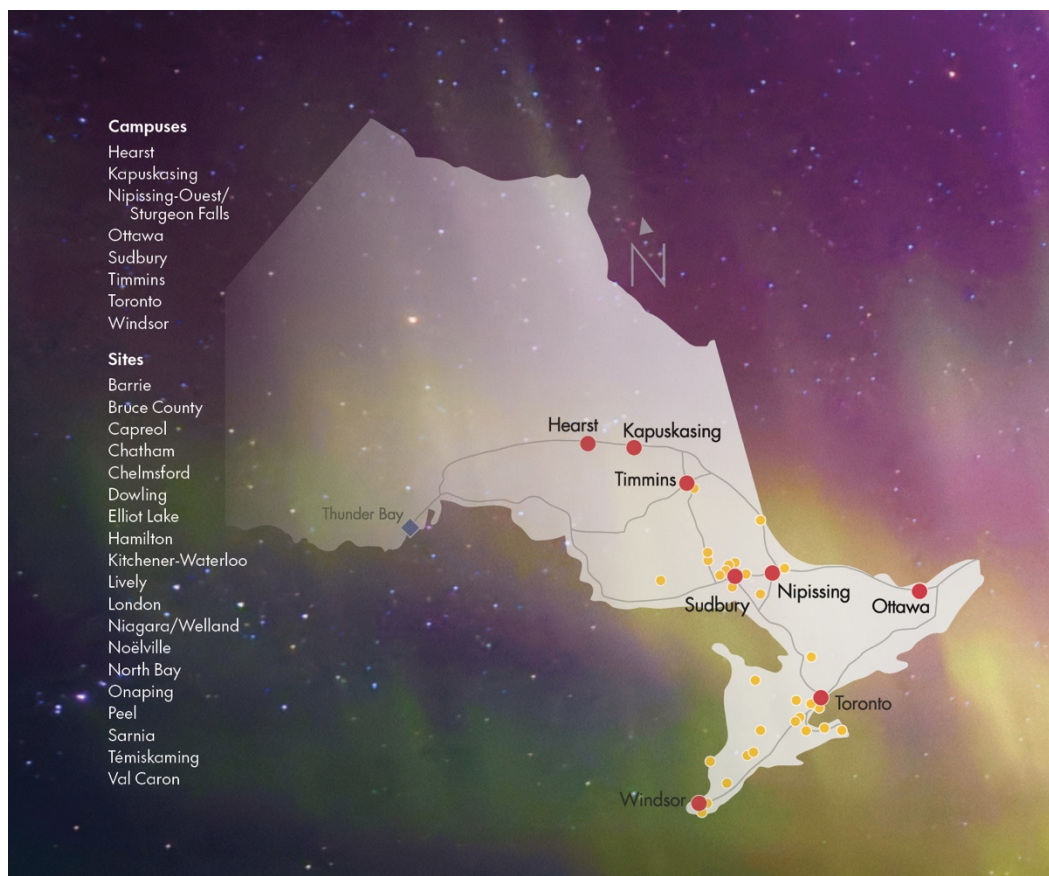 Campuses
Hearst
Kapuskasing
Nipissing-Ouest/
Sturgeon Falls
Ottawa
Sudbury
Timmins
Toronto
Windsor
Sites
Barrie
Bruce County
Capreol
Chatham
Chelmsford
Dowling
Elliot Lake
Hamilton
Kitchener-Waterloo
Lively
London
Niagara/Welland
Noëlville
North Bay
Onaping
Peel
Sarnia
Témiskaming
Val Caron
N
Hearst
Kapuskasing
Timmins
Thunder Bay
Nipissing
Sudbury
Ottawa
Toronto
Windsor